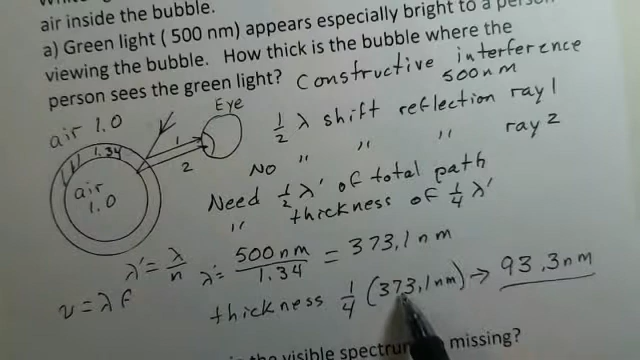 air inside the bubble.
a) Green light ( 500 nm) appears especially bright to a
viewing the bubble. How thick is the bubble where the
person sees the green light? Constructive interference
500nm
Eye
air 1.0
1/2 λ shift reflection ray 1
1
2
1.34
No " " " ray 2
air
1.0
Need 1/2 λ' of total path
" thickness of 1/4 λ'
λ' = λ/n λ' = 500nm/1.34 = 373,1nm
v = λf
thickness 1/4 (373,1nm) → 93.3nm
the visible spectru missing?